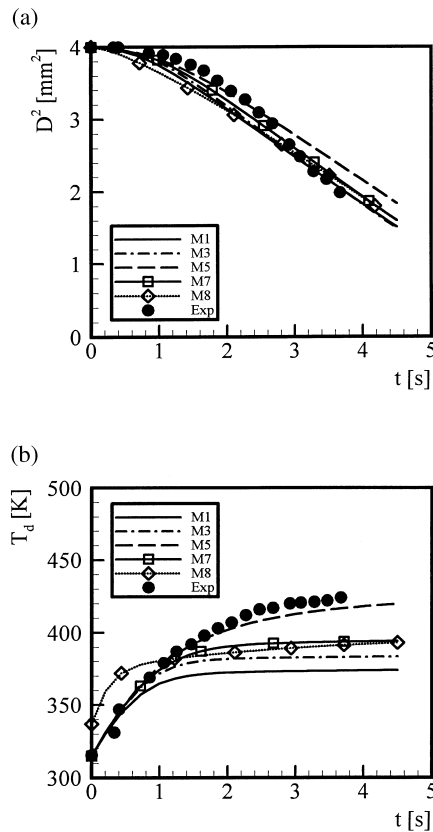 (a)
D² [mm²]
4
3
2
1
0
M1
M3
M5
M7
M8
Exp
0 1 2 3 4 5
t [s]
(b)
T_d [K]
500
450
400
350
300
M1
M3
M5
M7
M8
Exp
0 1 2 3 4 5
t [s]